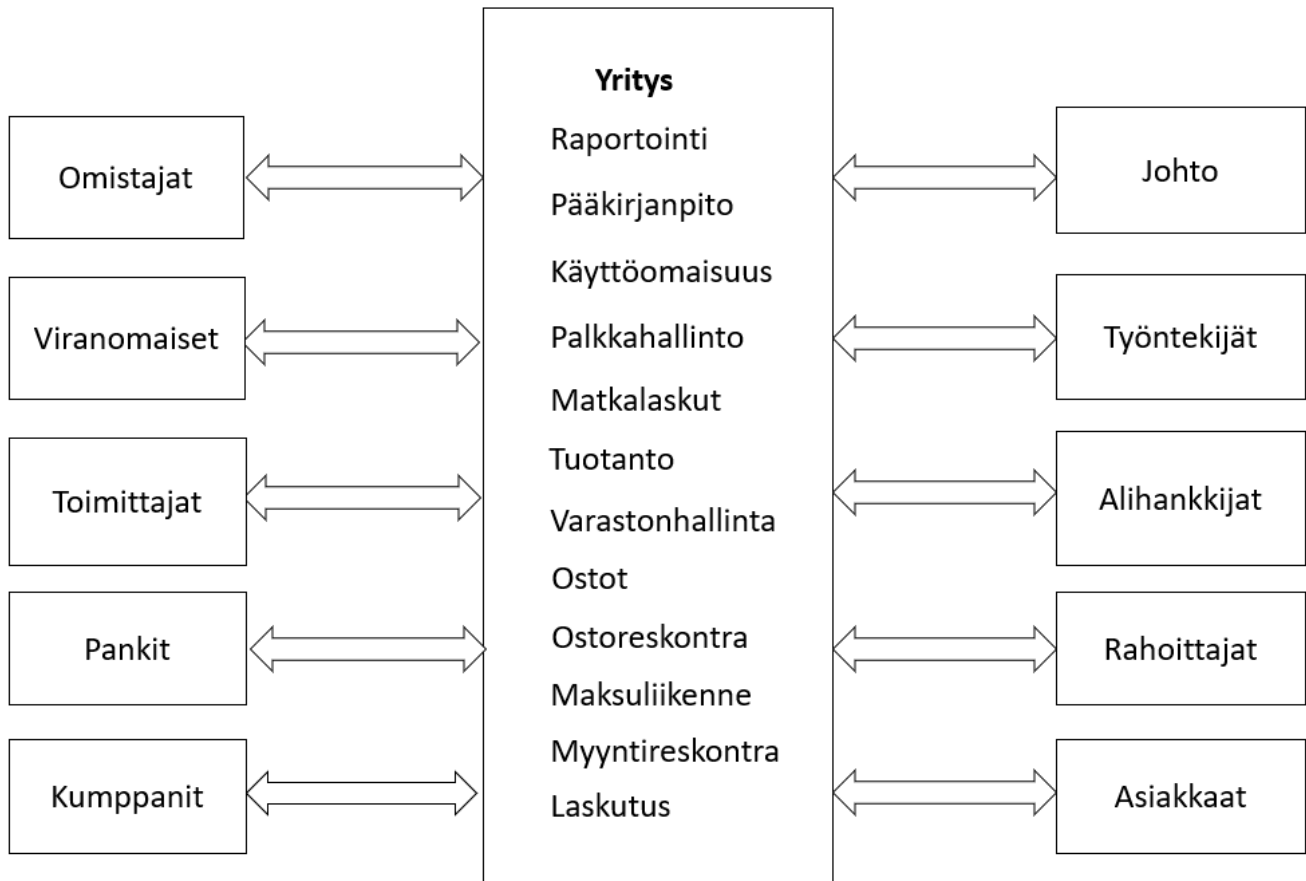 Omistajat
Viranomaiset
Toimittajat
Pankit
Kumppanit
Yritys
Raportointi
Pääkirjanpito
Käyttöomaisuus
Palkkahallinto
Matkalaskut
Tuotanto
Varastonhallinta
Ostot
Ostoreskontra
Maksuliikenne
Myyntireskontra
Laskutus
Johto
Työntekijät
Alihankkijat
Rahoittajat
Asiakkaat